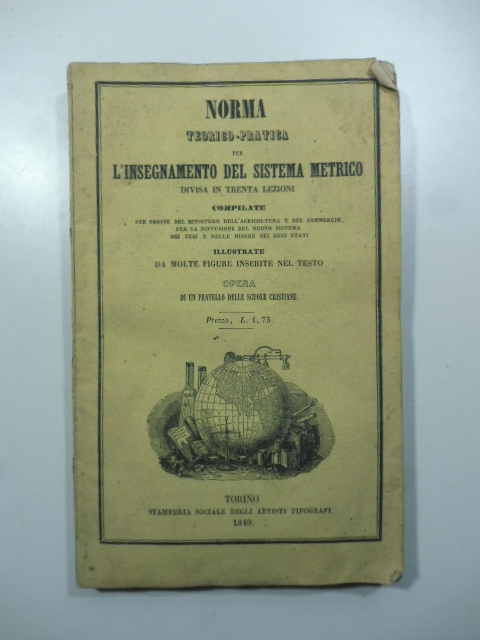 NORMA
TEORICO-PRATICA
PER
L'INSEGNAMENTO DEL SISTEMA METRICO
DIVISA IN TRENTA LEZIONI
COMPILATE
PER ORDINE DEL MINISTERO DELL'AGRICOLTURA E DEL COMMERCIO,
PER LA DIFFUSIONE DEL NUOVO SISTEMA
DEI PESI E DELLE MISURE NEI REGI STATI
ILLUSTRATE
DA MOLTE FIGURE INSERITE NEL TESTO
OPERA
DI UN FRATELLO DELLE SCUOLE CRISTIANE.
Prezzo, L. 1, 75.
TORINO
STAMPERIA SOCIALE DEGLI ARTISTI TIPOGRAFI
1849.